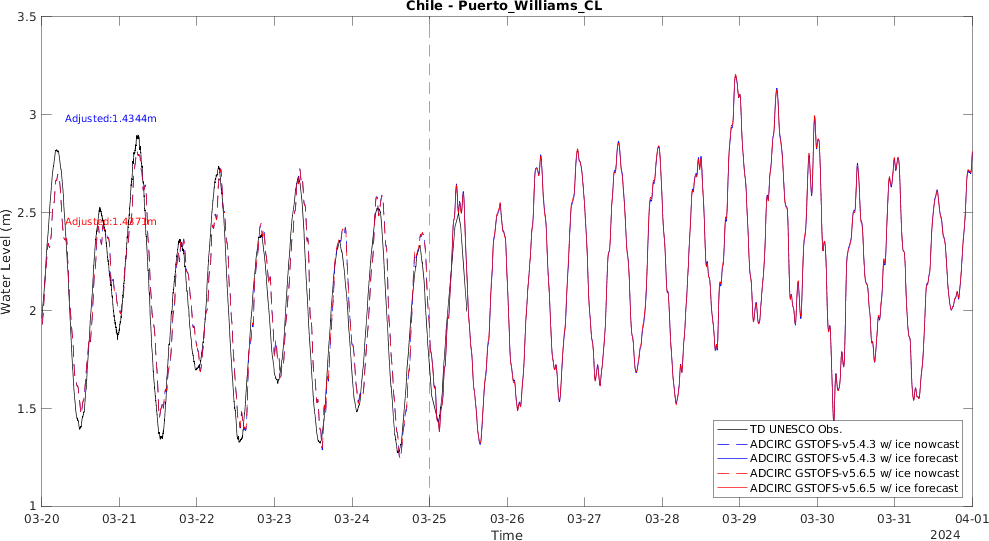 Chile - Puerto_Williams_CL
3.5
3
2.5
2
1.5
1
Water Level (m)
Adjusted:1.4344m
Adjusted:1.4371m
TD UNESCO Obs.
ADCIRC GSTOFS-v5.4.3 w/ ice nowcast
ADCIRC GSTOFS-v5.4.3 w/ ice forecast
ADCIRC GSTOFS-v5.6.5 w/ ice nowcast
ADCIRC GSTOFS-v5.6.5 w/ ice forecast
03-20 03-21 03-22 03-23 03-24 03-25 03-26 03-27 03-28 03-29 03-30 03-31 04-01
Time
2024